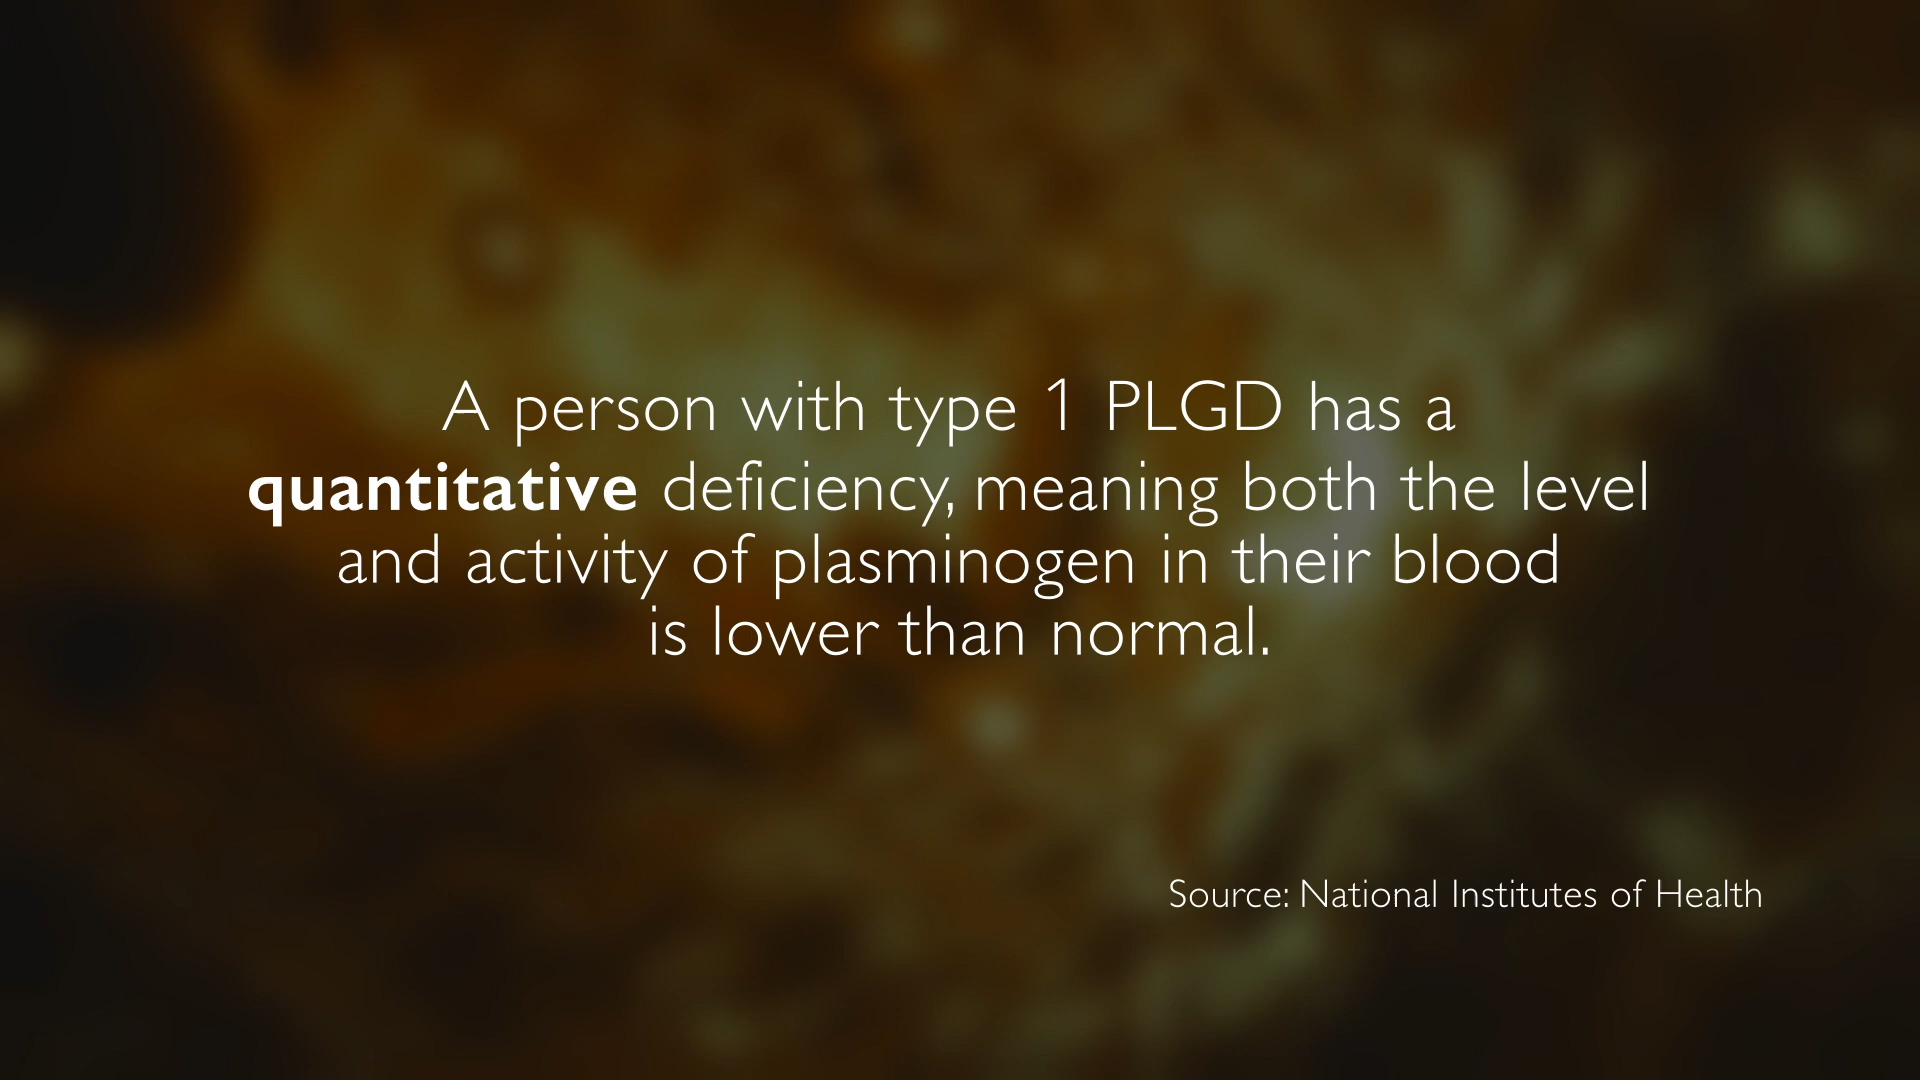 A person with type 1 PLGD has a
quantitative deficiency, meaning both the level
and activity of plasminogen in their blood
is lower than normal.
Source: National Institutes of Health